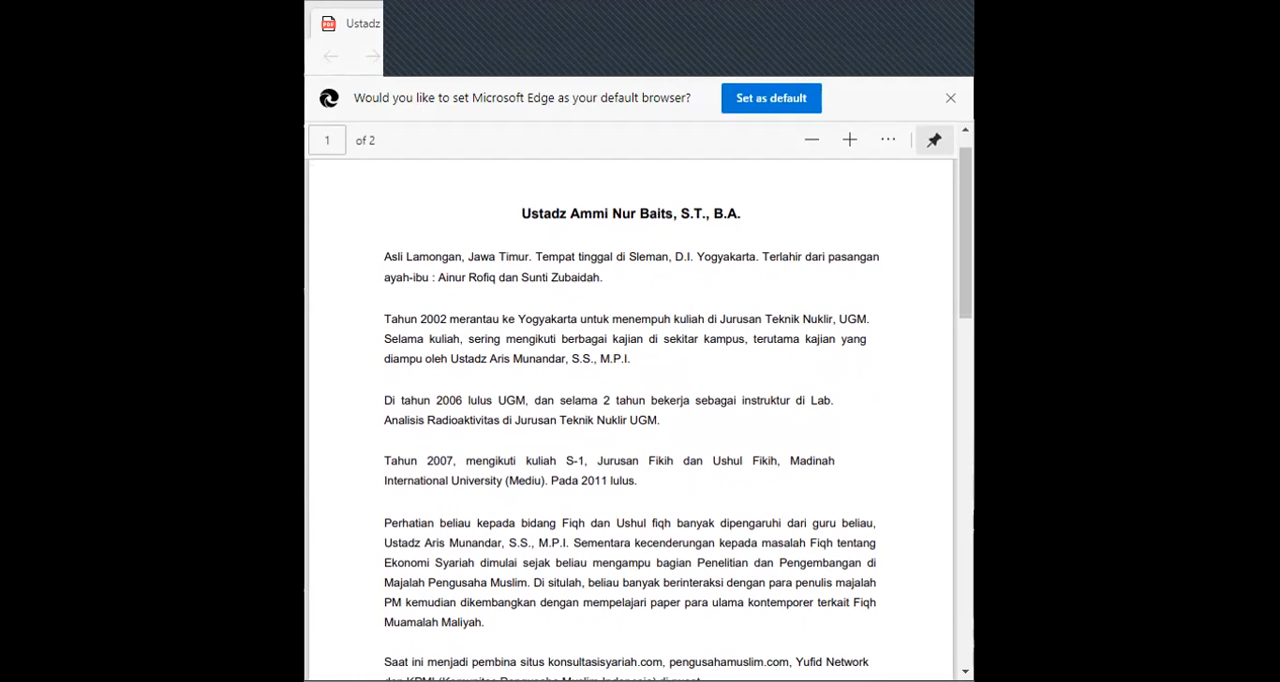 Ustadz
Would you like to set Microsoft Edge as your default browser?
Set as default
1 of 2
Ustadz Ammi Nur Baits, S.T., B.A.
Asli Lamongan, Jawa Timur. Tempat tinggal di Sleman, D.I. Yogyakarta. Terlahir dari pasangan
ayah-ibu : Ainur Rofiq dan Sunti Zubaidah.
Tahun 2002 merantau ke Yogyakarta untuk menempuh kuliah di Jurusan Teknik Nuklir, UGM.
Selama kuliah, sering mengikuti berbagai kajian di sekitar kampus, terutama kajian yang
diampu oleh Ustadz Aris Munandar, S.S., M.P.I.
Di tahun 2006 lulus UGM, dan selama 2 tahun bekerja sebagai instruktur di Lab.
Analisis Radioaktivitas di Jurusan Teknik Nuklir UGM.
Tahun 2007, mengikuti kuliah S-1, Jurusan Fikih dan Ushul Fikih, Madinah
International University (Mediu). Pada 2011 lulus.
Perhatian beliau kepada bidang Fiqh dan Ushul fiqh banyak dipengaruhi dari guru beliau,
Ustadz Aris Munandar, S.S., M.P.I. Sementara kecenderungan kepada masalah Fiqh tentang
Ekonomi Syariah dimulai sejak beliau mengampu bagian Penelitian dan Pengembangan di
Majalah Pengusaha Muslim. Di situlah, beliau banyak berinteraksi dengan para penulis majalah
PM kemudian dikembangkan dengan mempelajari paper para ulama kontemporer terkait Fiqh
Muamalah Maliyah.
Saat ini menjadi pembina situs konsultasisyariah.com, pengusahamuslim.com, Yufid Network
dan KPMI (Komunitas Pengusaha Muslim Indonesia) di pusat